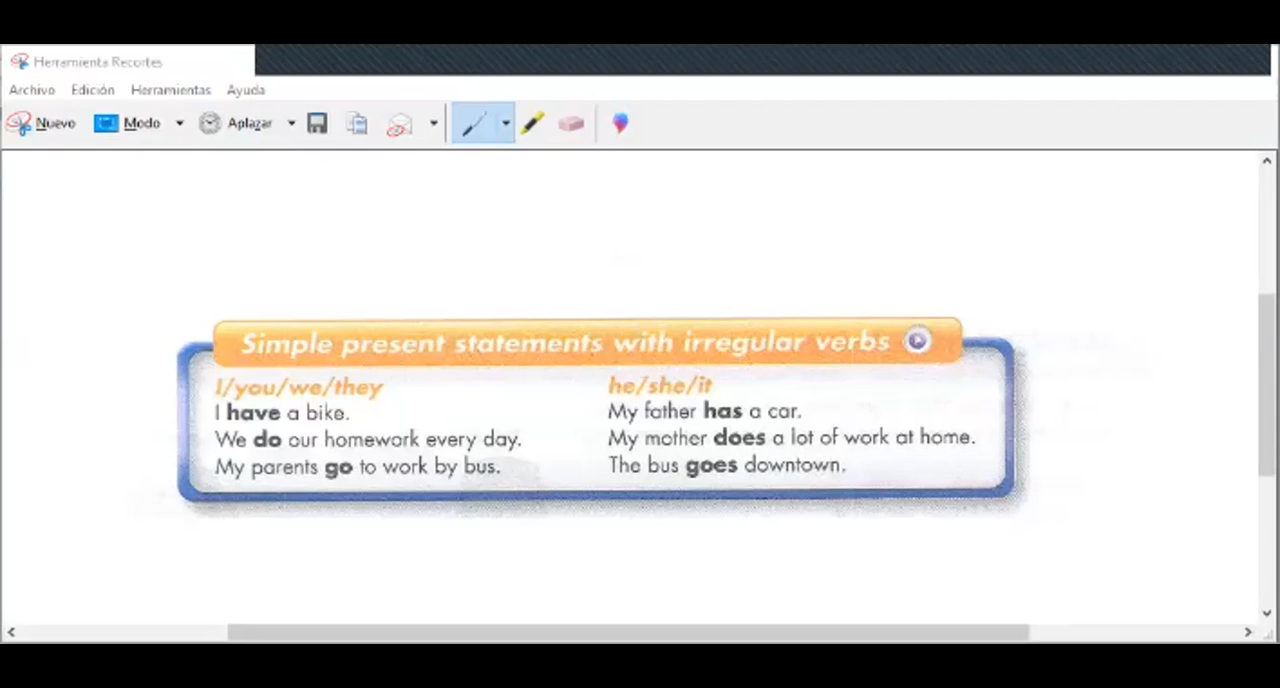 Herramienta Recortes
Archivo Edición Herramientas Ayuda
Nuevo Modo Aplazar
Simple present statements with irregular verbs
I/you/we/they
I have a bike.
We do our homework every day.
My parents go to work by bus.
he/she/it
My father has a car.
My mother does a lot of work at home.
The bus goes downtown.